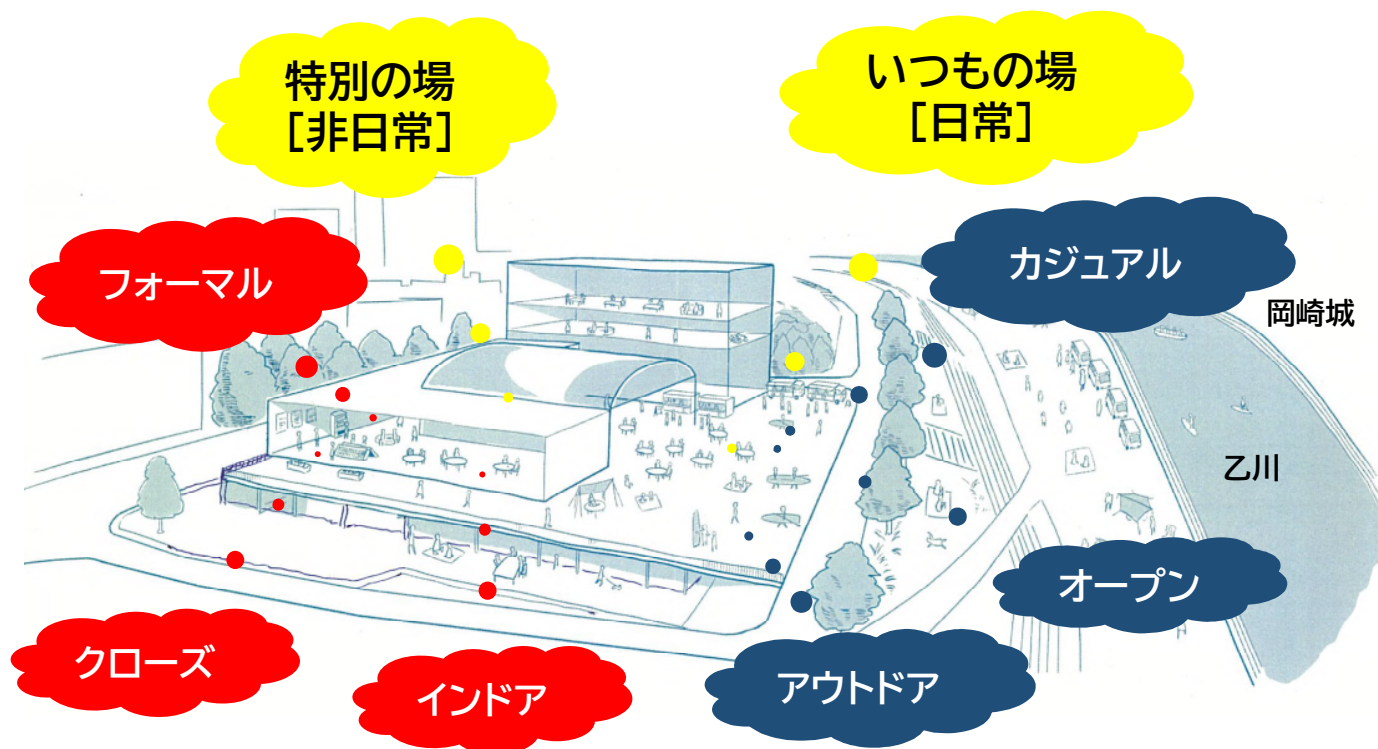 特別の場
［非日常］
いつもの場
［日常］
フォーマル
カジュアル
岡崎城
乙川
オープン
クローズ
インドア
アウトドア